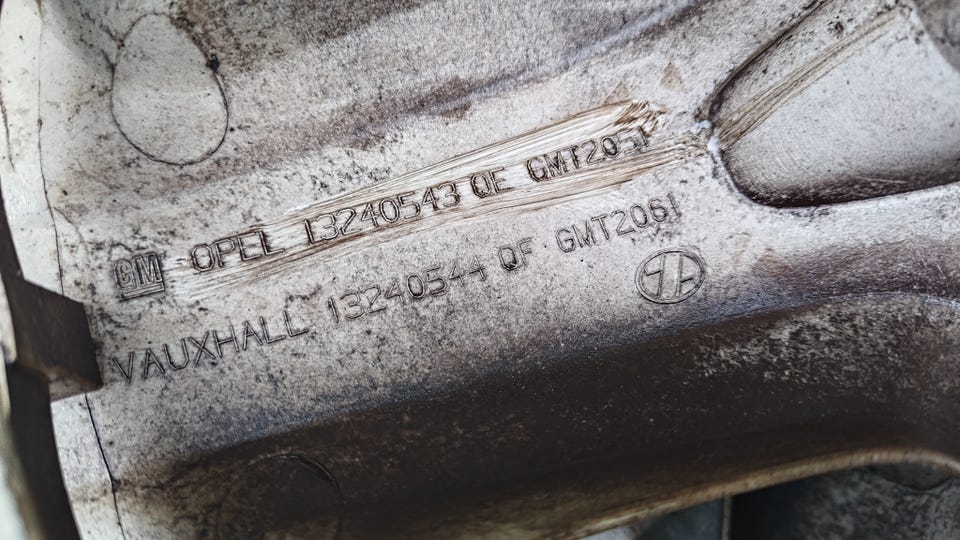 GM OPEL 13240543 QE GMT2051
VAUXHALL 13240544 QF GMT2061